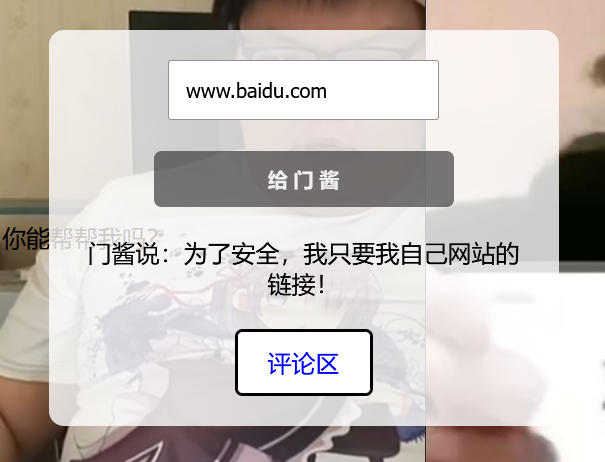 www.baidu.com
给门酱
你能帮帮我吗?
门酱说：为了安全，我只要我自己网站的
链接！
评论区